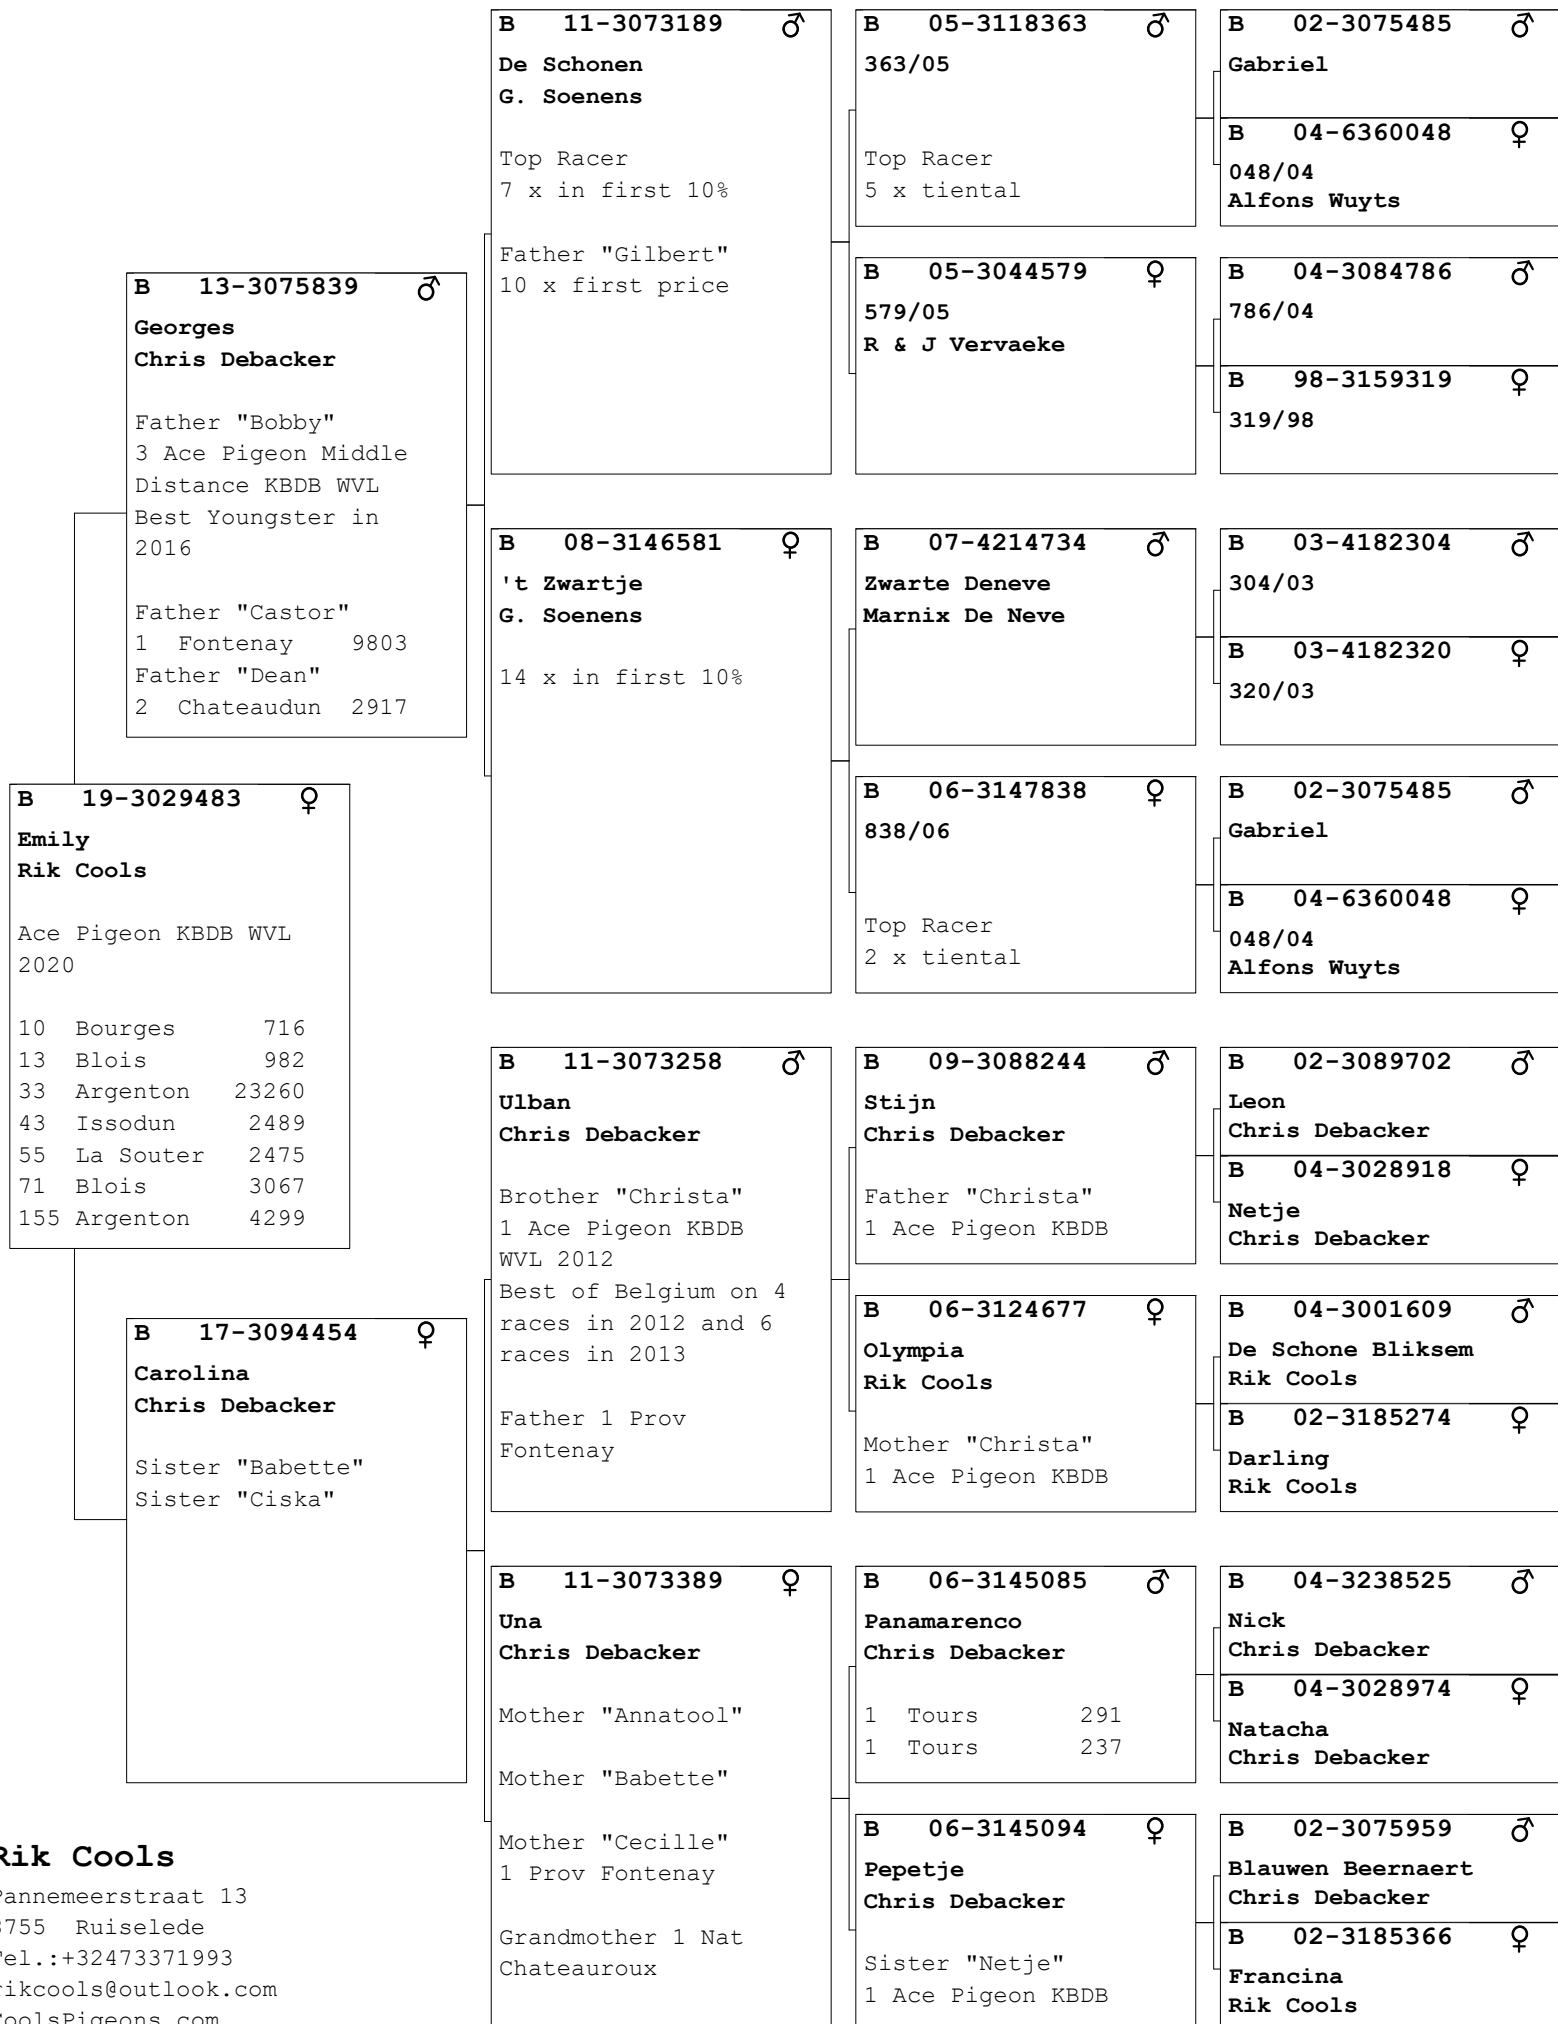 B 19-3029483 ♀
Emily
Rik Cools
Ace Pigeon KBDB WVL
2020
10 Bourges 716
13 Blois 982
33 Argenton 23260
43 Issodun 2489
55 La Souter 2475
71 Blois 3067
155 Argenton 4299
B 13-3075839 ♂
Georges
Chris Debacker
Father "Bobby"
3 Ace Pigeon Middle
Distance KBDB WVL
Best Youngster in
2016
Father "Castor"
1 Fontenay 9803
Father "Dean"
2 Chateaudun 2917
B 17-3094454 ♀
Carolina
Chris Debacker
Sister "Babette"
Sister "Ciska"
B 11-3073189 ♂
De Schonen
G. Soenens
Top Racer
7 x in first 10%
Father "Gilbert"
10 x first price
B 08-3146581 ♀
't Zwartje
G. Soenens
14 x in first 10%
B 11-3073258 ♂
Ulban
Chris Debacker
Brother "Christa"
1 Ace Pigeon KBDB
WVL 2012
Best of Belgium on 4
races in 2012 and 6
races in 2013
Father 1 Prov
Fontenay
B 11-3073389 ♀
Una
Chris Debacker
Mother "Annatool"
Mother "Babette"
Mother "Cecille"
1 Prov Fontenay
Grandmother 1 Nat
Chateauroux
B 05-3118363 ♂
363/05
Top Racer
5 x tiental
B 05-3044579 ♀
579/05
R & J Vervaeke
B 07-4214734 ♂
Zwarte Deneve
Marnix De Neve
B 06-3147838 ♀
838/06
Top Racer
2 x tiental
B 09-3088244 ♂
Stijn
Chris Debacker
Father "Christa"
1 Ace Pigeon KBDB
B 06-3124677 ♀
Olympia
Rik Cools
Mother "Christa"
1 Ace Pigeon KBDB
B 06-3145085 ♂
Panamarenco
Chris Debacker
1 Tours 291
1 Tours 237
B 06-3145094 ♀
Pepetje
Chris Debacker
Sister "Netje"
1 Ace Pigeon KBDB
B 02-3075485 ♂
Gabriel
B 04-6360048 ♀
048/04
Alfons Wuyts
B 04-3084786 ♂
786/04
B 98-3159319 ♀
319/98
B 03-4182304 ♂
304/03
B 03-4182320 ♀
320/03
B 02-3075485 ♂
Gabriel
B 04-6360048 ♀
048/04
Alfons Wuyts
B 02-3089702 ♂
Leon
Chris Debacker
B 04-3028918 ♀
Netje
Chris Debacker
B 04-3001609 ♂
De Schone Bliksem
Rik Cools
B 02-3185274 ♀
Darling
Rik Cools
B 04-3238525 ♂
Nick
Chris Debacker
B 04-3028974 ♀
Natacha
Chris Debacker
B 02-3075959 ♂
Blauwen Beernaert
Chris Debacker
B 02-3185366 ♀
Francina
Rik Cools
Rik Cools
Pannemeerstraat 13
8755 Ruiselede
Tel.:+32473371993
rikcools@outlook.com
CoolsPigeons.com